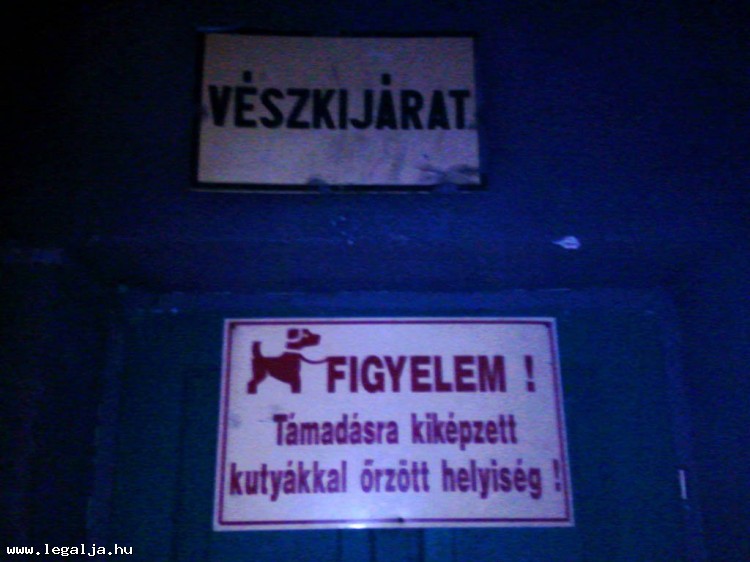 VÉSZKIJÁRAT
FIGYELEM !
Támadásra kiképzett
kutyákkal őrzött helyiség !
www.legalja.hu